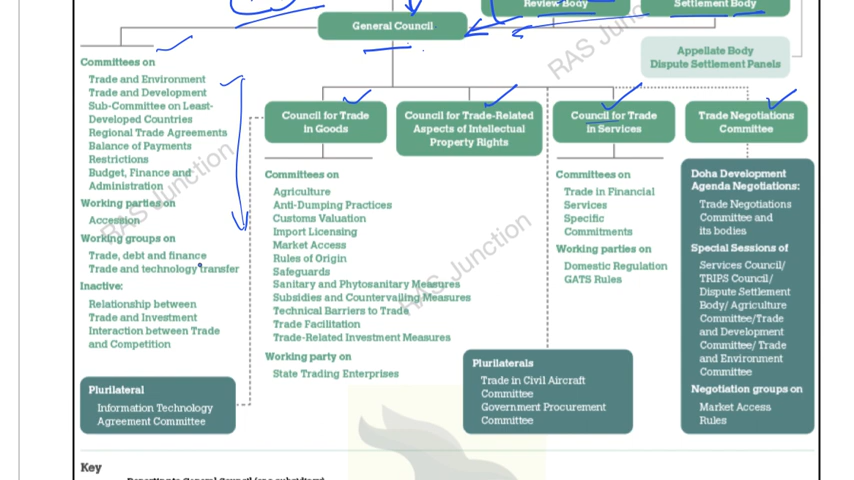 Review Body
Settlement Body
General Council
Appellate Body
Dispute Settlement Panels
Committees on
Trade and Environment
Trade and Development
Sub-Committee on Least-
Developed Countries
Regional Trade Agreements
Balance of Payments
Restrictions
Budget, Finance and
Administration
Working parties on
Accession
Working groups on
Trade, debt and finance
Trade and technology transfer
Inactive:
Relationship between
Trade and Investment
Interaction between Trade
and Competition
Plurilateral
Information Technology
Agreement Committee
Council for Trade
in Goods
Committees on
Agriculture
Anti-Dumping Practices
Customs Valuation
Import Licensing
Market Access
Rules of Origin
Safeguards
Sanitary and Phytosanitary Measures
Subsidies and Countervailing Measures
Technical Barriers to Trade
Trade Facilitation
Trade-Related Investment Measures
Working party on
State Trading Enterprises
Council for Trade-Related
Aspects of Intellectual
Property Rights
Council for Trade
in Services
Committees on
Trade in Financial
Services
Specific
Commitments
Working parties on
Domestic Regulation
GATS Rules
Plurilaterals
Trade in Civil Aircraft
Committee
Government Procurement
Committee
Trade Negotiations
Committee
Doha Development
Agenda Negotiations:
Trade Negotiations
Committee and
its bodies
Special Sessions of
Services Council/
TRIPS Council/
Dispute Settlement
Body/ Agriculture
Committee/Trade
and Development
Committee/ Trade
and Environment
Committee
Negotiation groups on
Market Access
Rules
Key
RAS Junction
RAS Junction
RAS Junc